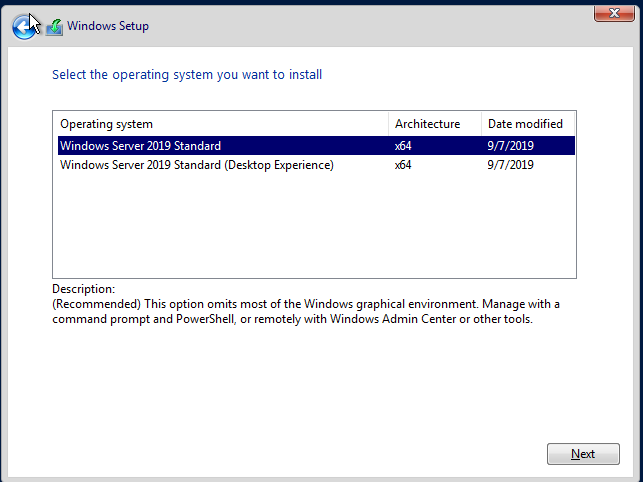 Windows Setup
Select the operating system you want to install
Operating system Architecture Date modified
Windows Server 2019 Standard x64 9/7/2019
Windows Server 2019 Standard (Desktop Experience) x64 9/7/2019
Description:
(Recommended) This option omits most of the Windows graphical environment. Manage with a
command prompt and PowerShell, or remotely with Windows Admin Center or other tools.
Next